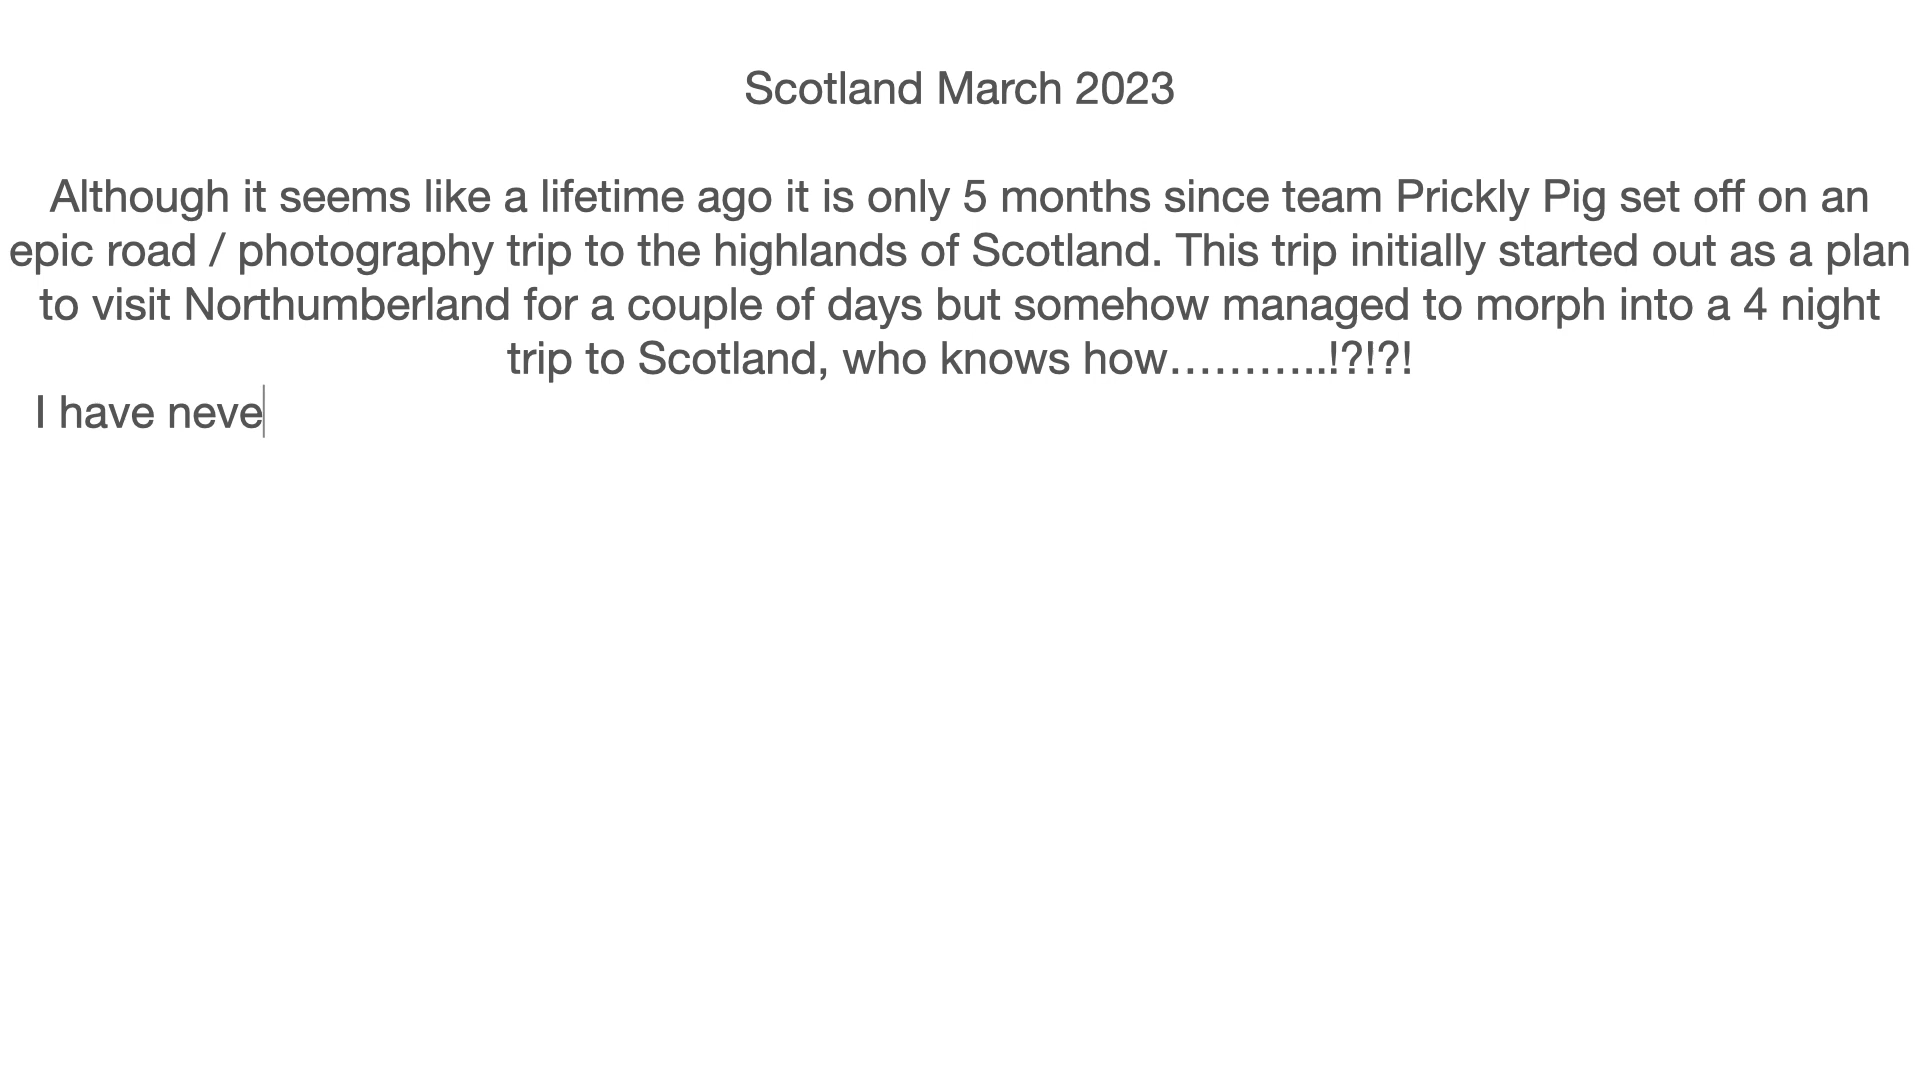 Scotland March 2023
Although it seems like a lifetime ago it is only 5 months since team Prickly Pig set off on an
epic road / photography trip to the highlands of Scotland. This trip initially started out as a plan
to visit Northumberland for a couple of days but somehow managed to morph into a 4 night
trip to Scotland, who knows how………...!?!?!
I have neve